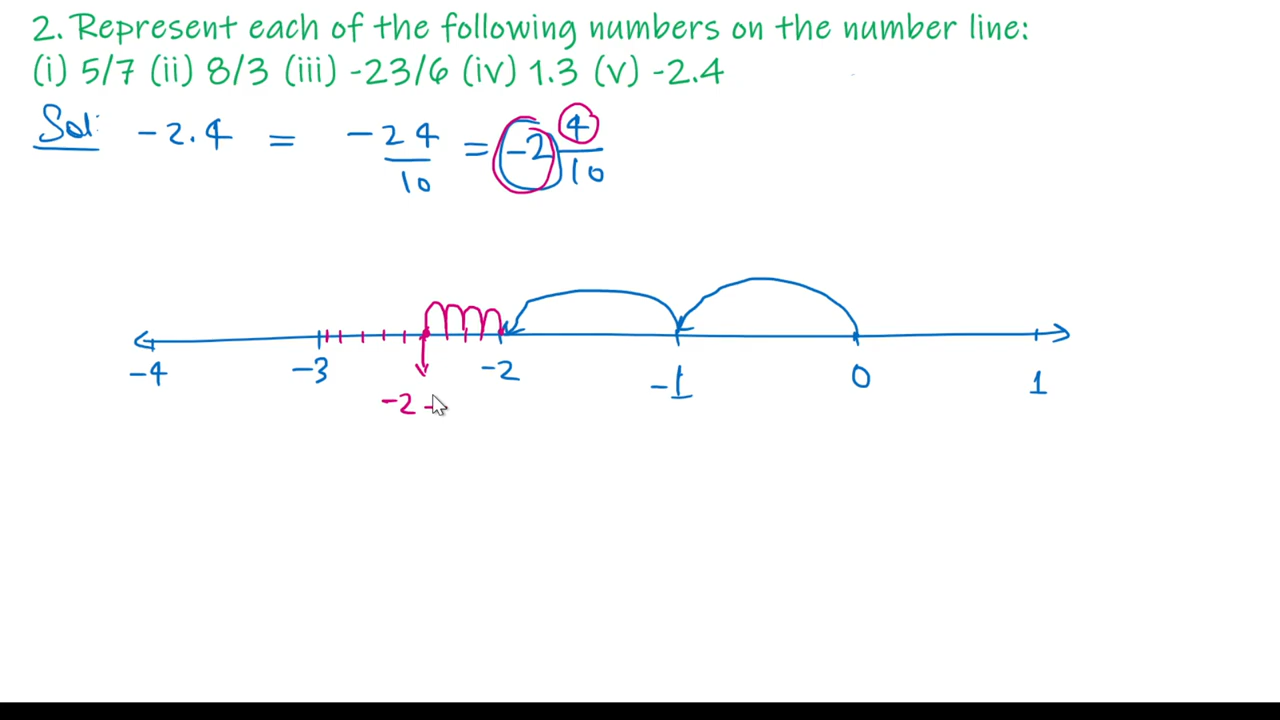 2. Represent each of the following numbers on the number line:
(i) 5/7 (ii) 8/3 (iii) -23/6 (iv) 1.3 (v) -2.4
Sol: -2.4 = -24/10 = -2 4/10
-4 -3 -2 -1 0 1
-2